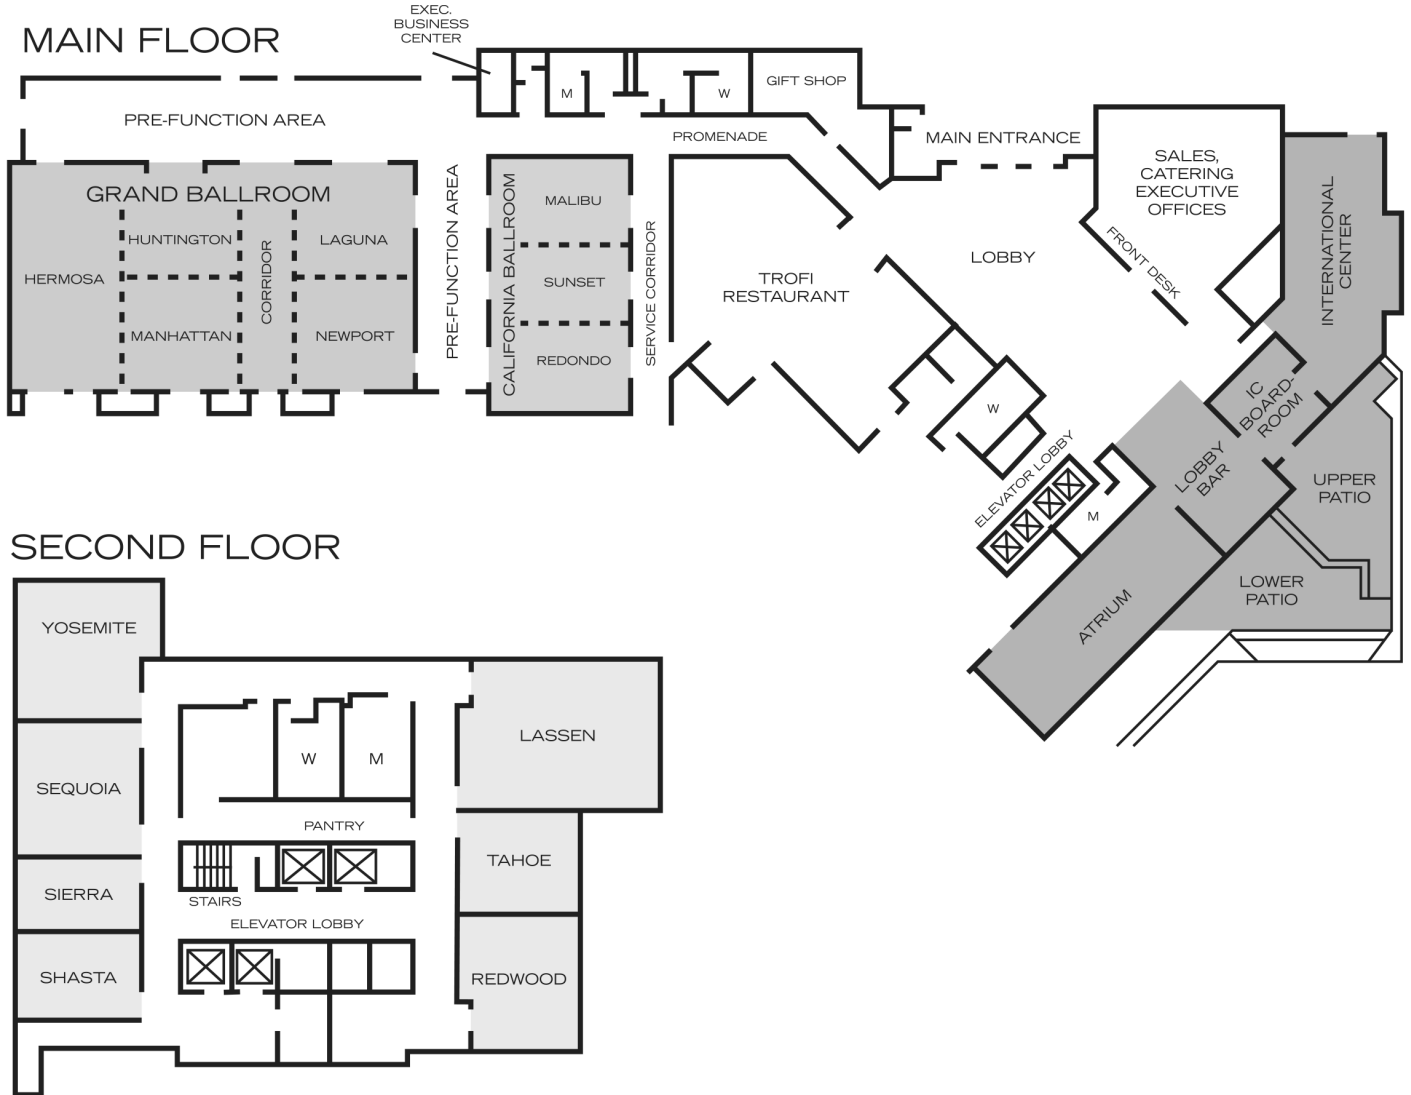 MAIN FLOOR
EXEC.
BUSINESS
CENTER
M
W
GIFT SHOP
PRE-FUNCTION AREA
PROMENADE
MAIN ENTRANCE
SALES,
CATERING
EXECUTIVE
OFFICES
GRAND BALLROOM
HERMOSA
HUNTINGTON
MANHATTAN
CORRIDOR
LAGUNA
NEWPORT
PRE-FUNCTION AREA
CALIFORNIA BALLROOM
MALIBU
SUNSET
REDONDO
SERVICE CORRIDOR
TROFI
RESTAURANT
LOBBY
FRONT DESK
INTERNATIONAL
CENTER
IC
BOARD-
ROOM
W
ELEVATOR LOBBY
M
LOBBY
BAR
UPPER
PATIO
LOWER
PATIO
ATRIUM
SECOND FLOOR
YOSEMITE
SEQUOIA
SIERRA
SHASTA
W
M
PANTRY
STAIRS
ELEVATOR LOBBY
LASSEN
TAHOE
REDWOOD